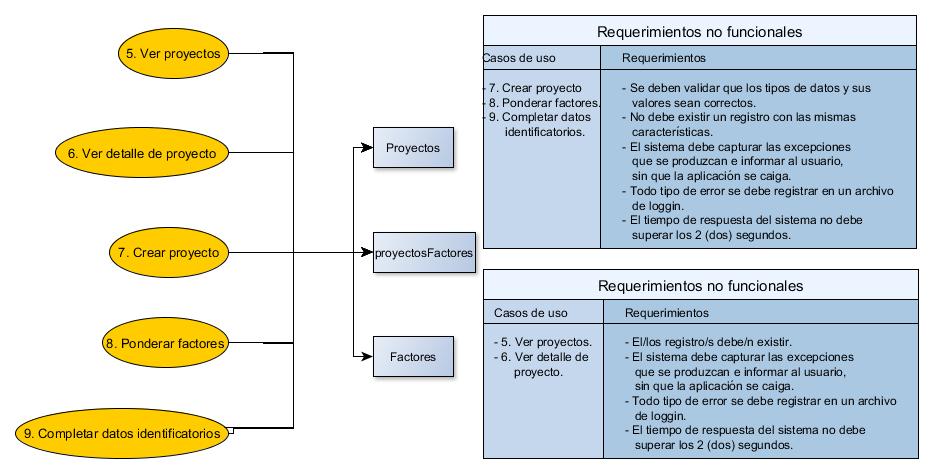 5. Ver proyectos
6. Ver detalle de proyecto
7. Crear proyecto
8. Ponderar factores
9. Completar datos identificatorios
Proyectos
proyectosFactores
Factores
Requerimientos no funcionales
Casos de uso
- 7. Crear proyecto
- 8. Ponderar factores.
- 9. Completar datos
identificatorios.
Requerimientos
- Se deben validar que los tipos de datos y sus
valores sean correctos.
- No debe existir un registro con las mismas
características.
- El sistema debe capturar las excepciones
que se produzcan e informar al usuario,
sin que la aplicación se caiga.
- Todo tipo de error se debe registrar en un archivo
de loggin.
- El tiempo de respuesta del sistema no debe
superar los 2 (dos) segundos.
Requerimientos no funcionales
Casos de uso
- 5. Ver proyectos.
- 6. Ver detalle de
proyecto.
Requerimientos
- El/los registro/s debe/n existir.
- El sistema debe capturar las excepciones
que se produzcan e informar al usuario,
sin que la aplicación se caiga.
- Todo tipo de error se debe registrar en un archivo
de loggin.
- El tiempo de respuesta del sistema no debe
superar los 2 (dos) segundos.